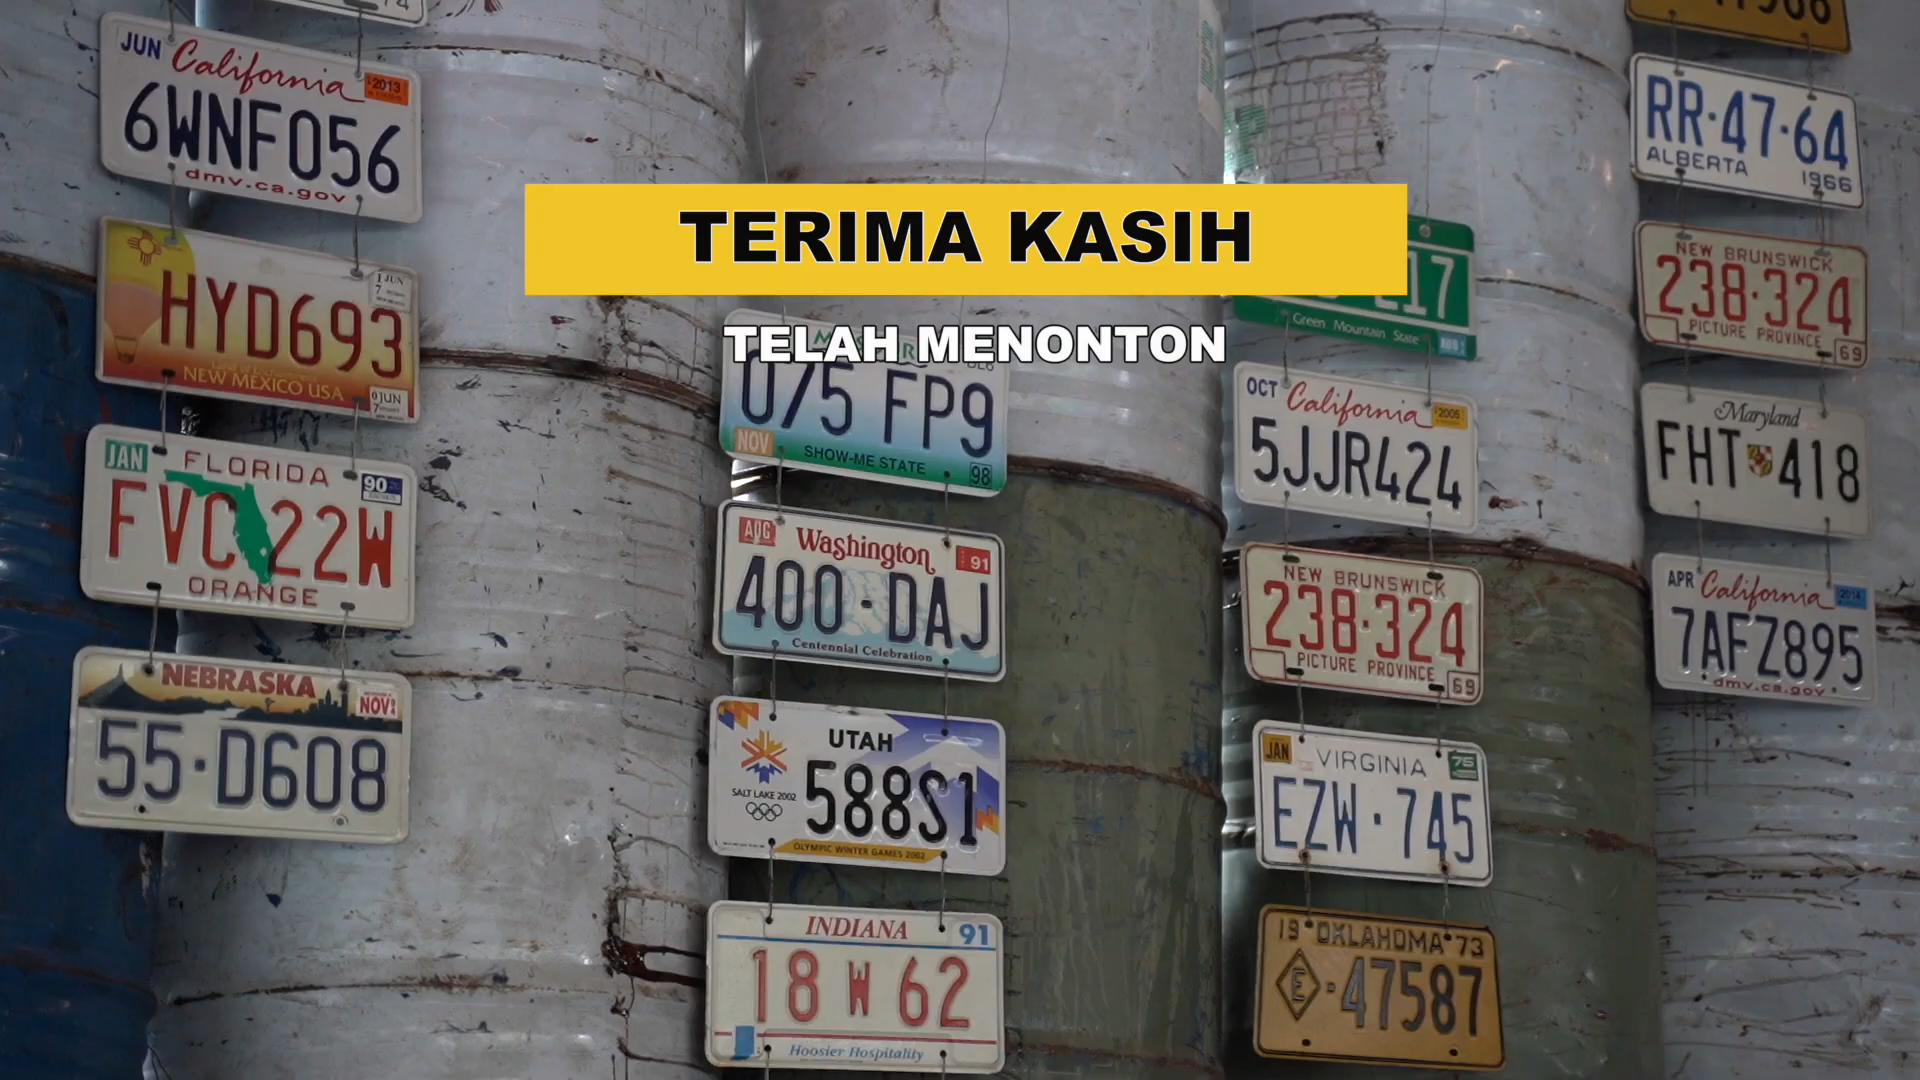 TERIMA KASIH
TELAH MENONTON
JUN California 2013
6WNF056
dmv.ca.gov
HYD693
NEW MEXICO USA
JAN FLORIDA 90
FVC 22W
ORANGE
NEBRASKA NOV
55·D608
075 FP9
NOV SHOW-ME STATE 98
AUG Washington 91
400·DAJ
Centennial Celebration
UTAH
SALT LAKE 2002
588S1
OLYMPIC WINTER GAMES 2002
INDIANA 91
18 W 62
Hoosier Hospitality
Green Mountain State
OCT California 2005
5JJR424
NEW BRUNSWICK
238·324
PICTURE PROVINCE 69
JAN VIRGINIA 75
EZW·745
19 OKLAHOMA 73
E-47587
RR·47·64
ALBERTA 1966
NEW BRUNSWICK
238·324
PICTURE PROVINCE 69
Maryland
FHT 418
APR California 2014
7AFZ895
dmv.ca.gov